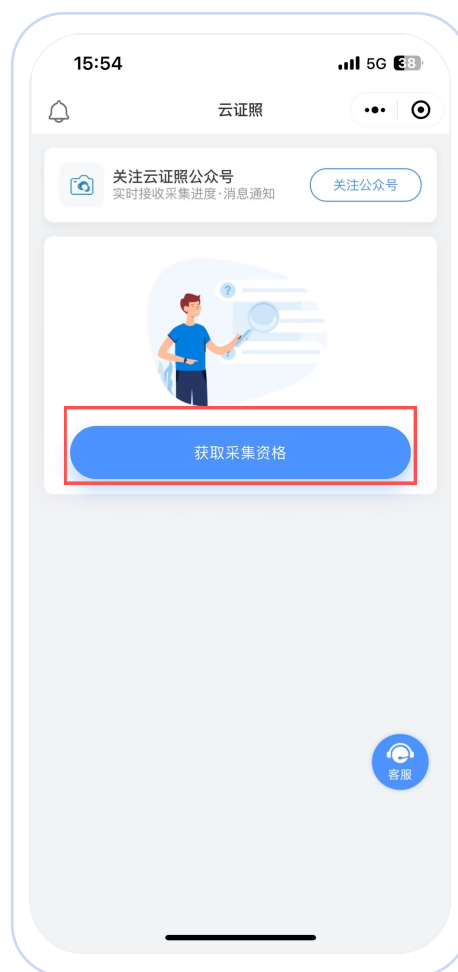 15:54
5G 38
云证照
关注云证照公众号
实时接收采集进度·消息通知
关注公众号
?
?
获取采集资格
客服